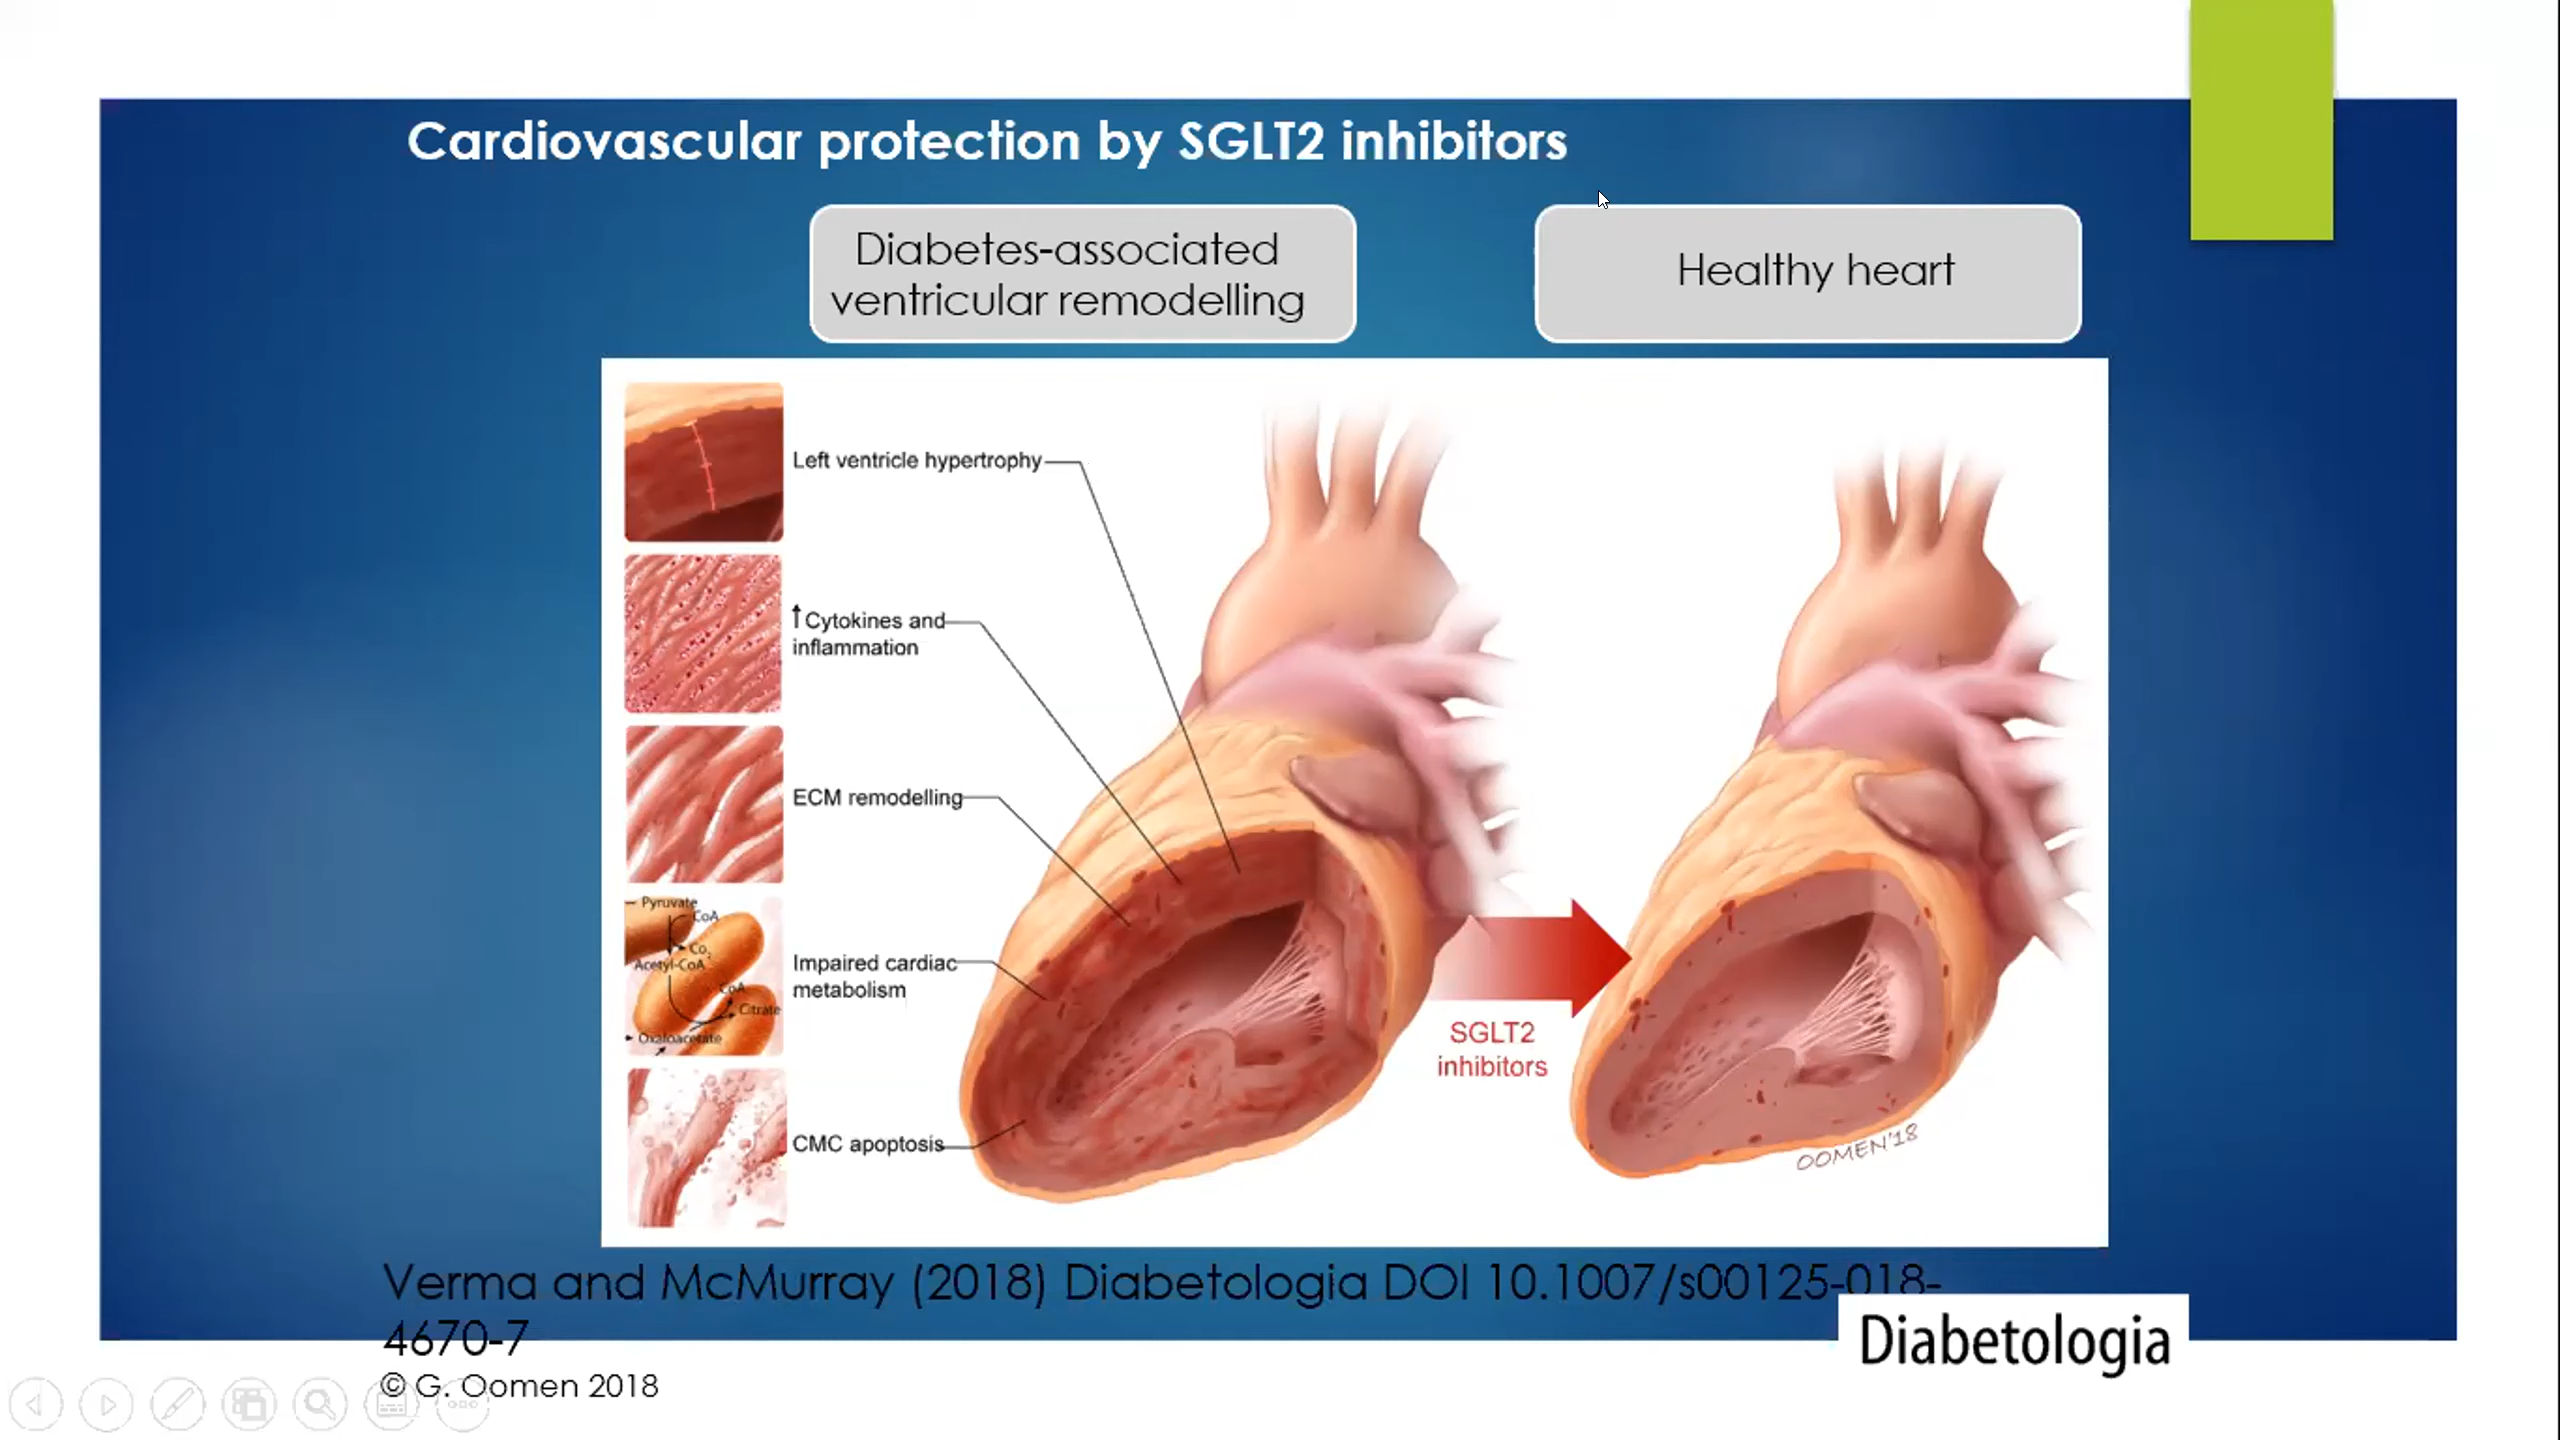 Cardiovascular protection by SGLT2 inhibitors
Diabetes-associated
ventricular remodelling
Healthy heart
Left ventricle hypertrophy
↑Cytokines and
inflammation
ECM remodelling
Pyruvate
CoA
Co2
Acetyl-CoA
CoA
Citrate
Oxaloacetate
Impaired cardiac
metabolism
CMC apoptosis
SGLT2
inhibitors
OOMEN'18
Verma and McMurray (2018) Diabetologia DOI 10.1007/s00125-018-
4670-7
© G. Oomen 2018
Diabetologia